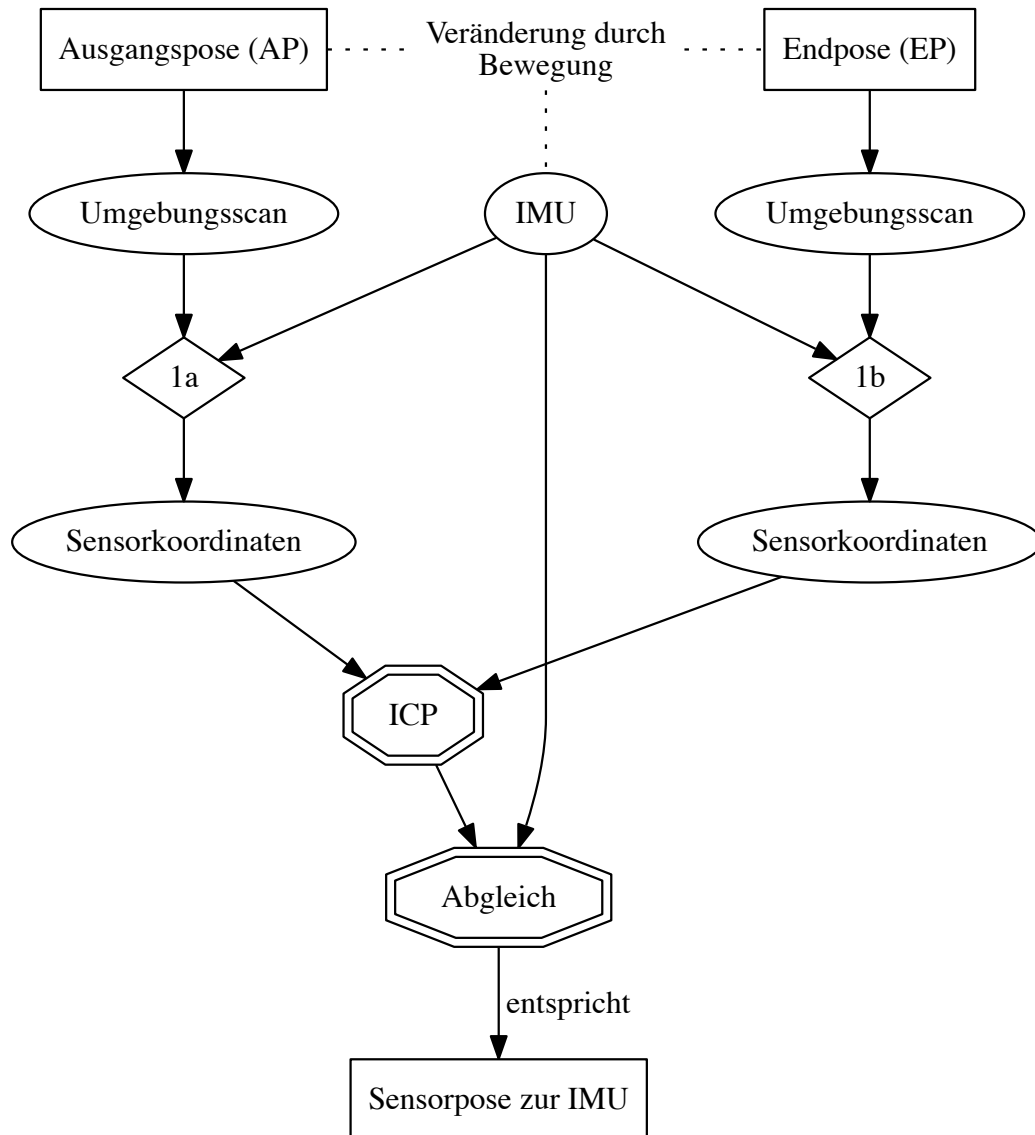 Ausgangspose (AP)
Veränderung durch
Bewegung
Endpose (EP)
Umgebungsscan
IMU
Umgebungsscan
1a
1b
Sensorkoordinaten
Sensorkoordinaten
ICP
Abgleich
entspricht
Sensorpose zur IMU